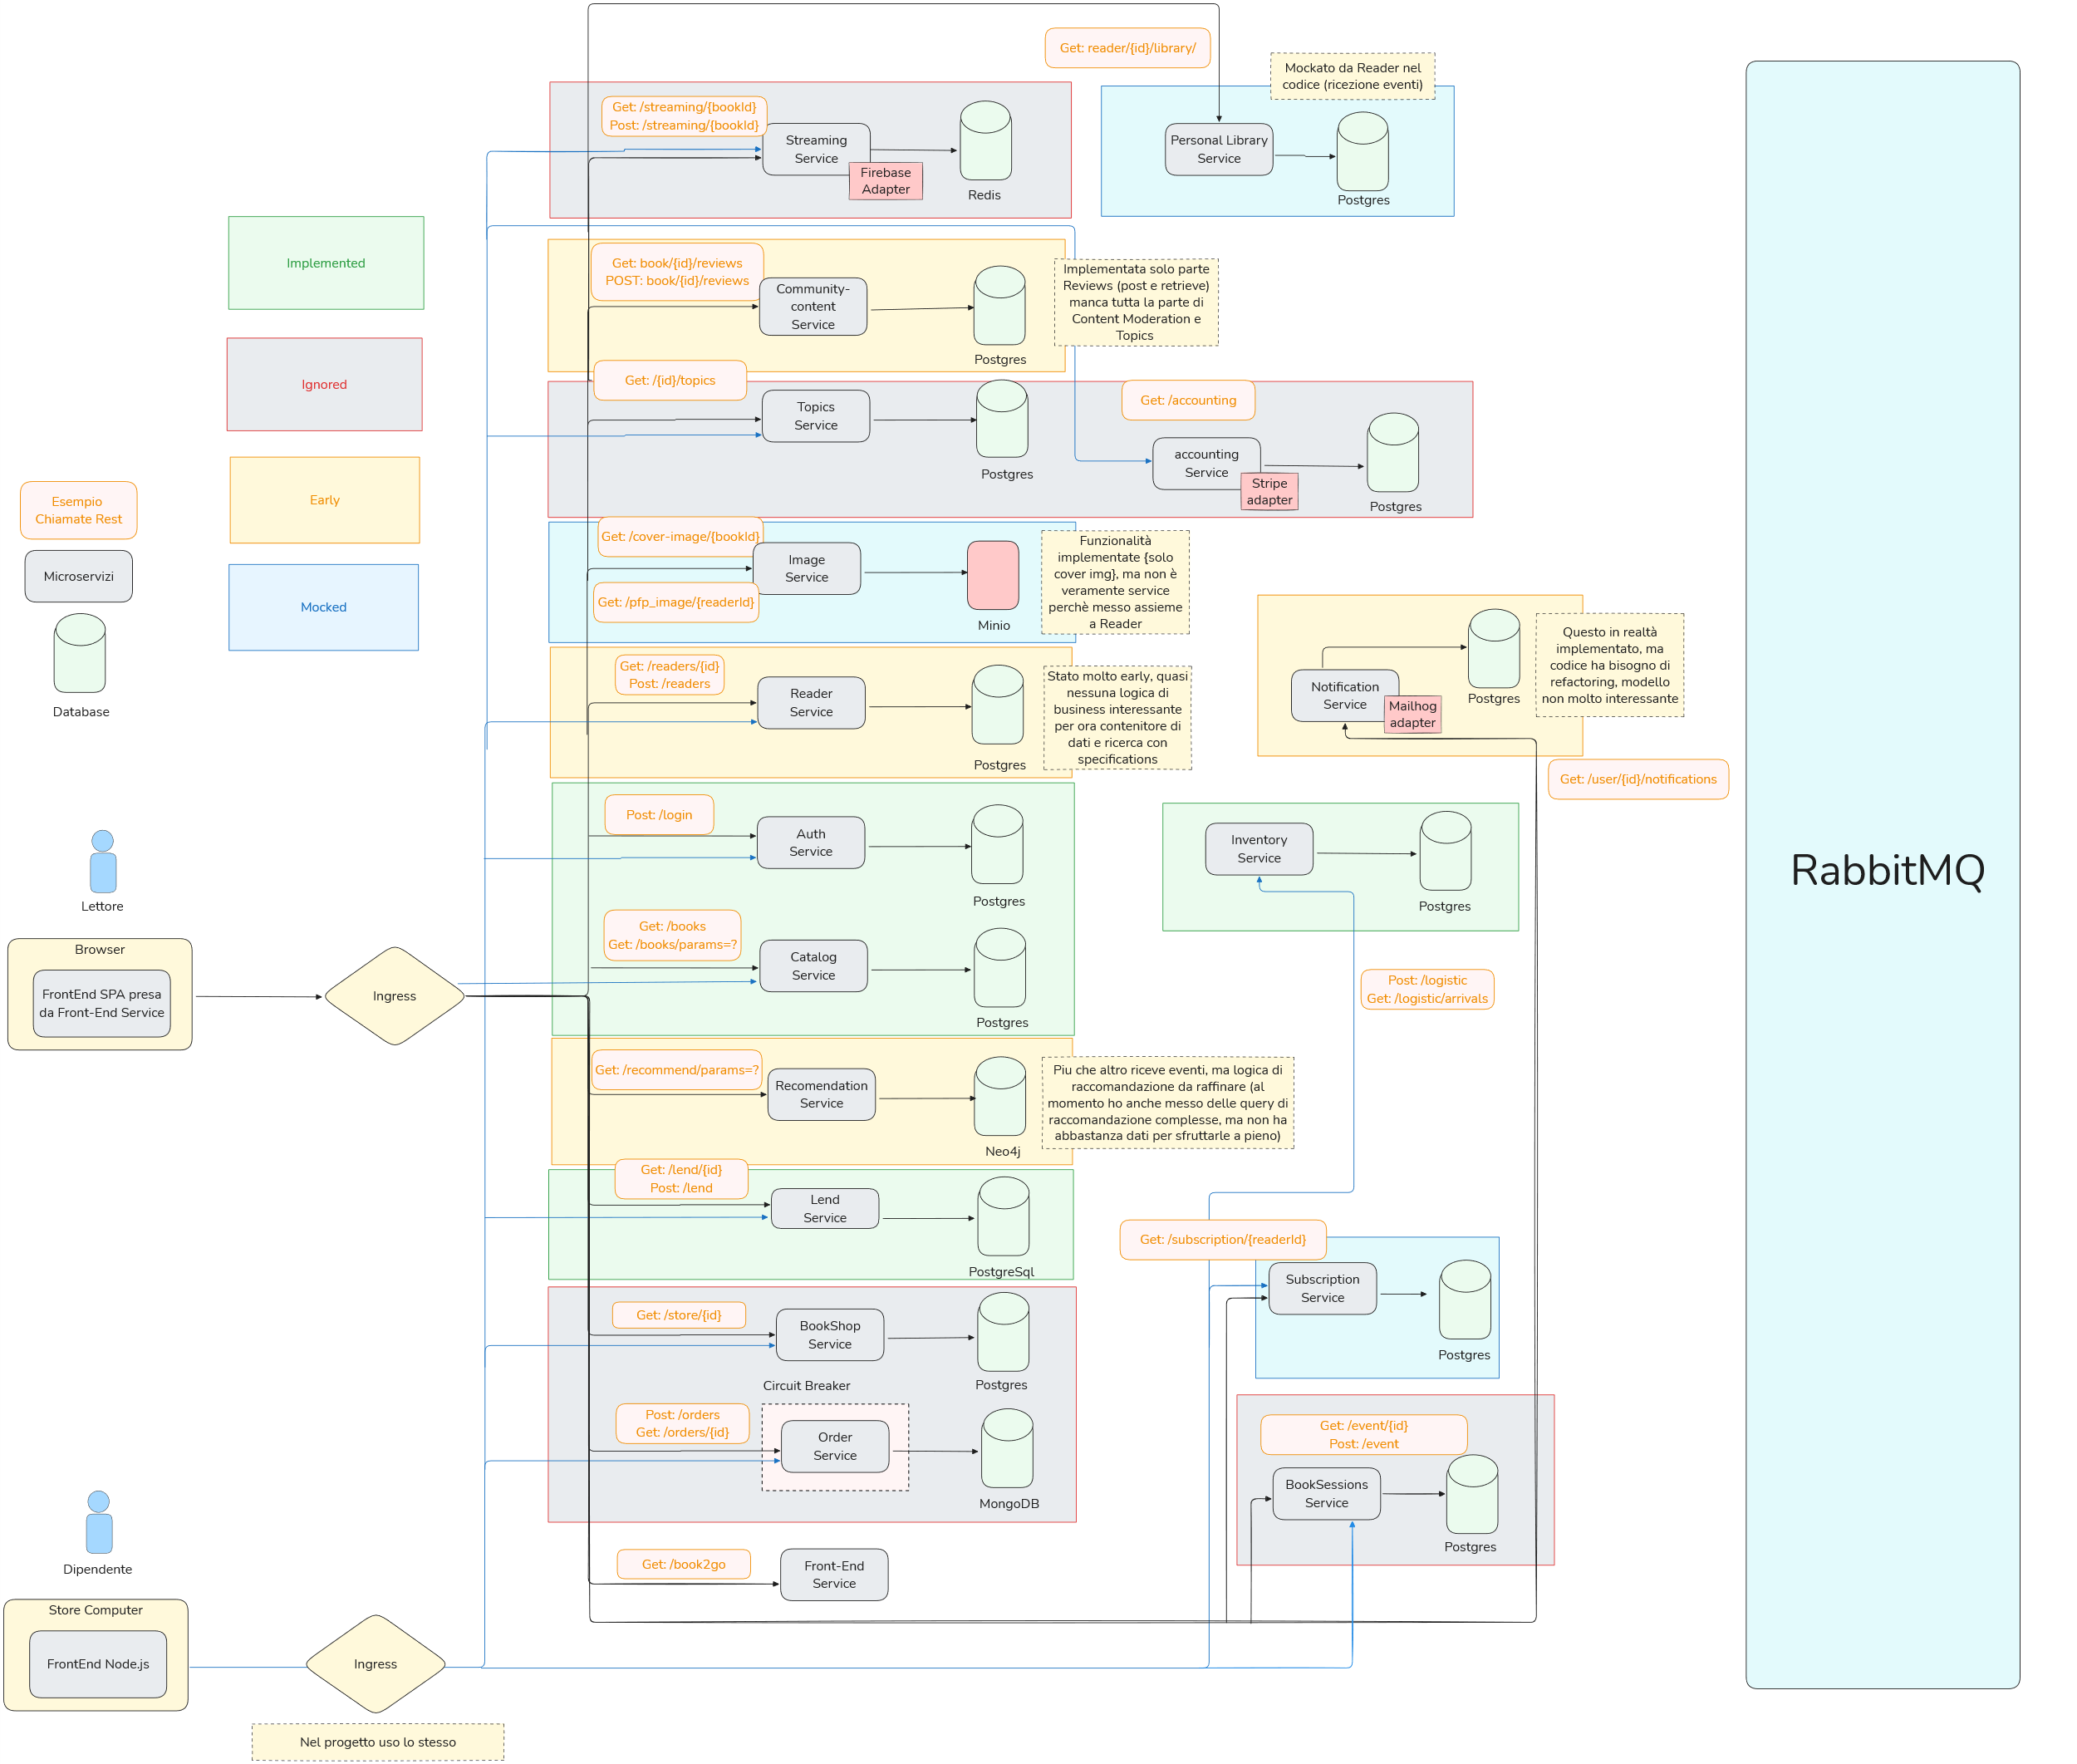 Get: reader/{id}/library/
Mockato da Reader nel
codice (ricezione eventi)
Get: /streaming/{bookId}
Post: /streaming/{bookId}
Streaming
Service
Firebase
Adapter
Redis
Personal Library
Service
Postgres
Implemented
Get: book/{id}/reviews
POST: book/{id}/reviews
Community-
content
Service
Postgres
Implementata solo parte
Reviews (post e retrieve)
manca tutta la parte di
Content Moderation e
Topics
Ignored
Get: /{id}/topics
Topics
Service
Postgres
Get: /accounting
accounting
Service
Stripe
adapter
Postgres
Early
Esempio
Chiamate Rest
Microservizi
Database
Mocked
Get: /cover-image/{bookId}
Image
Service
Get: /pfp_image/{readerId}
Minio
Funzionalità
implementate {solo
cover img}, ma non è
veramente service
perchè messo assieme
a Reader
Get: /readers/{id}
Post: /readers
Reader
Service
Postgres
Stato molto early, quasi
nessuna logica di
business interessante
per ora contenitore di
dati e ricerca con
specifications
Notification
Service
Mailhog
adapter
Postgres
Questo in realtà
implementato, ma
codice ha bisogno di
refactoring, modello
non molto interessante
Get: /user/{id}/notifications
Post: /login
Auth
Service
Postgres
Inventory
Service
Postgres
RabbitMQ
Lettore
Browser
FrontEnd SPA presa
da Front-End Service
Ingress
Get: /books
Get: /books/params=?
Catalog
Service
Postgres
Post: /logistic
Get: /logistic/arrivals
Get: /recommend/params=?
Recomendation
Service
Neo4j
Piu che altro riceve eventi, ma logica di
raccomandazione da raffinare (al
momento ho anche messo delle query di
raccomandazione complesse, ma non ha
abbastanza dati per sfruttarle a pieno)
Get: /lend/{id}
Post: /lend
Lend
Service
PostgreSql
Get: /subscription/{readerId}
Subscription
Service
Postgres
Get: /store/{id}
BookShop
Service
Postgres
Circuit Breaker
Post: /orders
Get: /orders/{id}
Order
Service
MongoDB
Get: /event/{id}
Post: /event
BookSessions
Service
Postgres
Get: /book2go
Front-End
Service
Dipendente
Store Computer
FrontEnd Node.js
Ingress
Nel progetto uso lo stesso